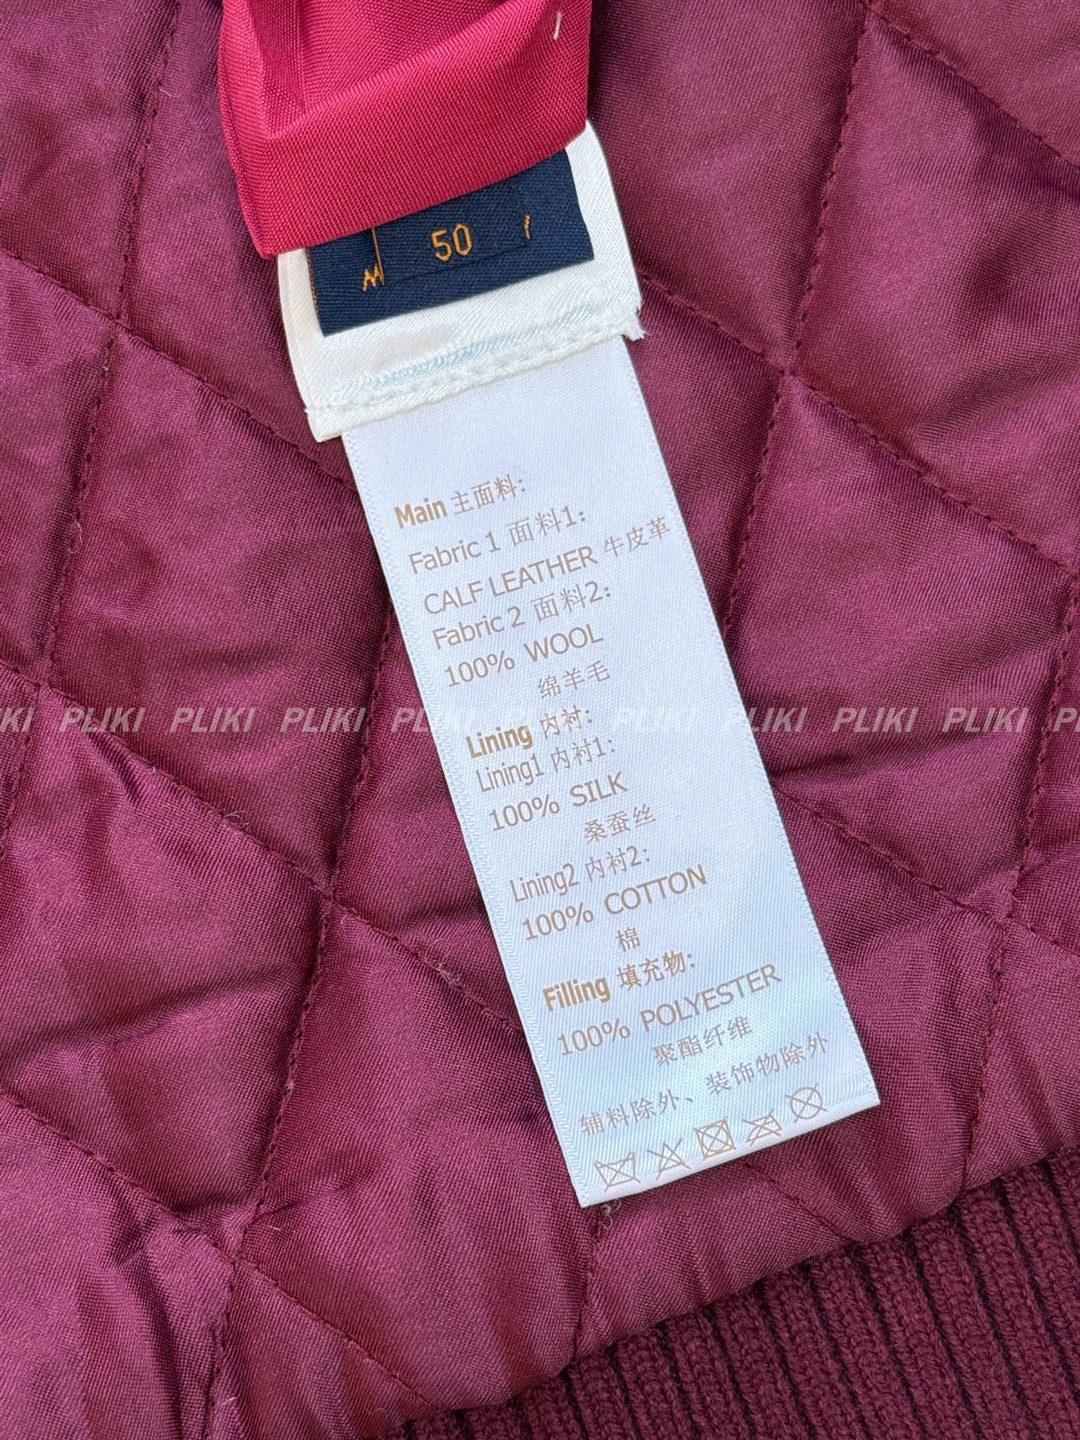 50
Main 主面料:
Fabric 1 面料1:
CALF LEATHER 牛皮革
Fabric 2 面料2:
100% WOOL
绵羊毛
Lining 内衬:
Lining1 内衬1:
100% SILK
桑蚕丝
Lining2 内衬2:
100% COTTON
棉
Filling 填充物:
100% POLYESTER
聚酯纤维
辅料除外、装饰物除外
KI PLIKI PLIKI PLIKI PLIKI PLIKI PLIKI PLIKI PLIKI PLIKI